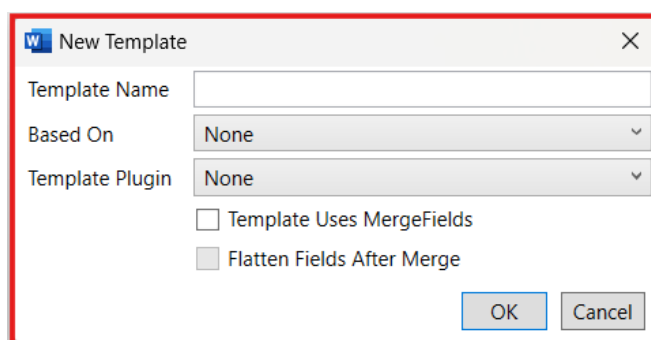 New Template
Template Name
Based On None
Template Plugin None
Template Uses MergeFields
Flatten Fields After Merge
OK Cancel